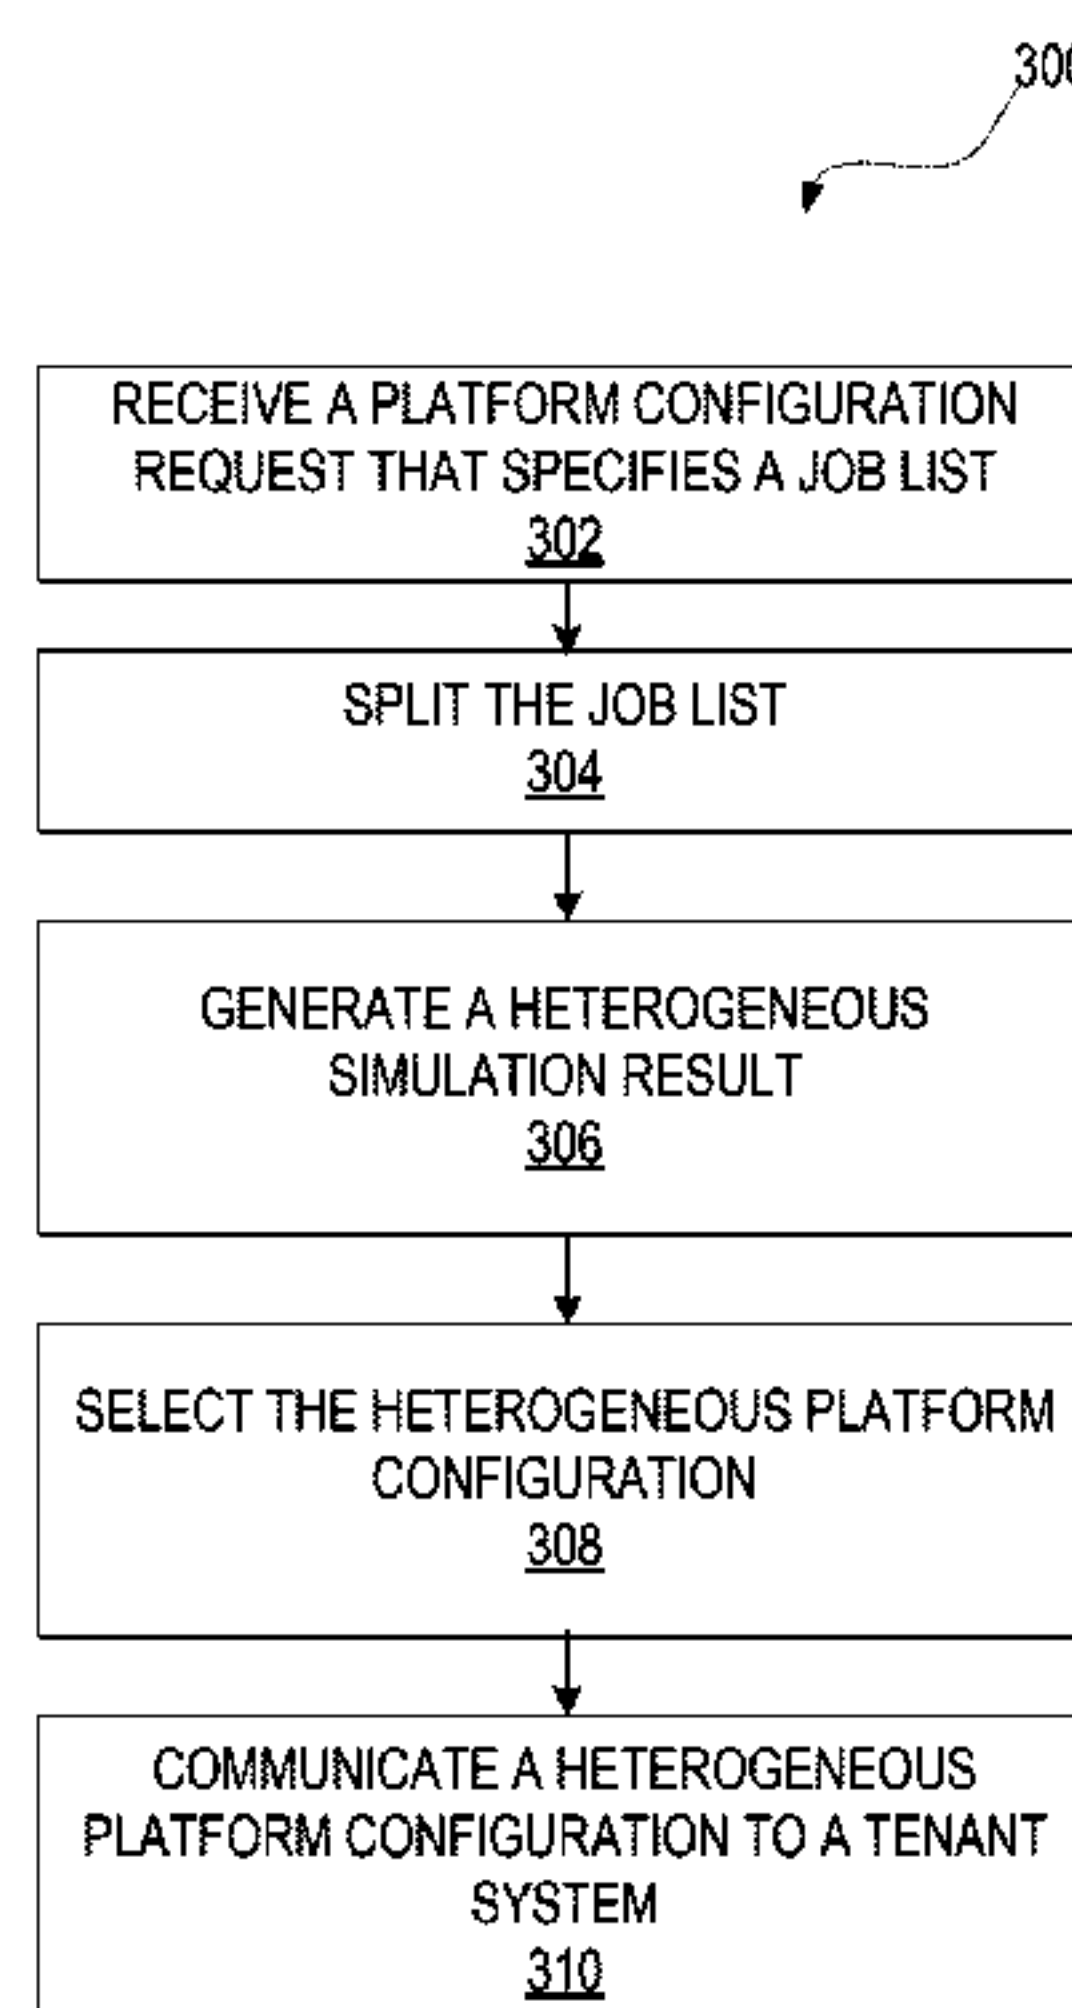 300
RECEIVE A PLATFORM CONFIGURATION
REQUEST THAT SPECIFIES A JOB LIST
302
SPLIT THE JOB LIST
304
GENERATE A HETEROGENEOUS
SIMULATION RESULT
306
SELECT THE HETEROGENEOUS PLATFORM
CONFIGURATION
308
COMMUNICATE A HETEROGENEOUS
PLATFORM CONFIGURATION TO A TENANT
SYSTEM
310